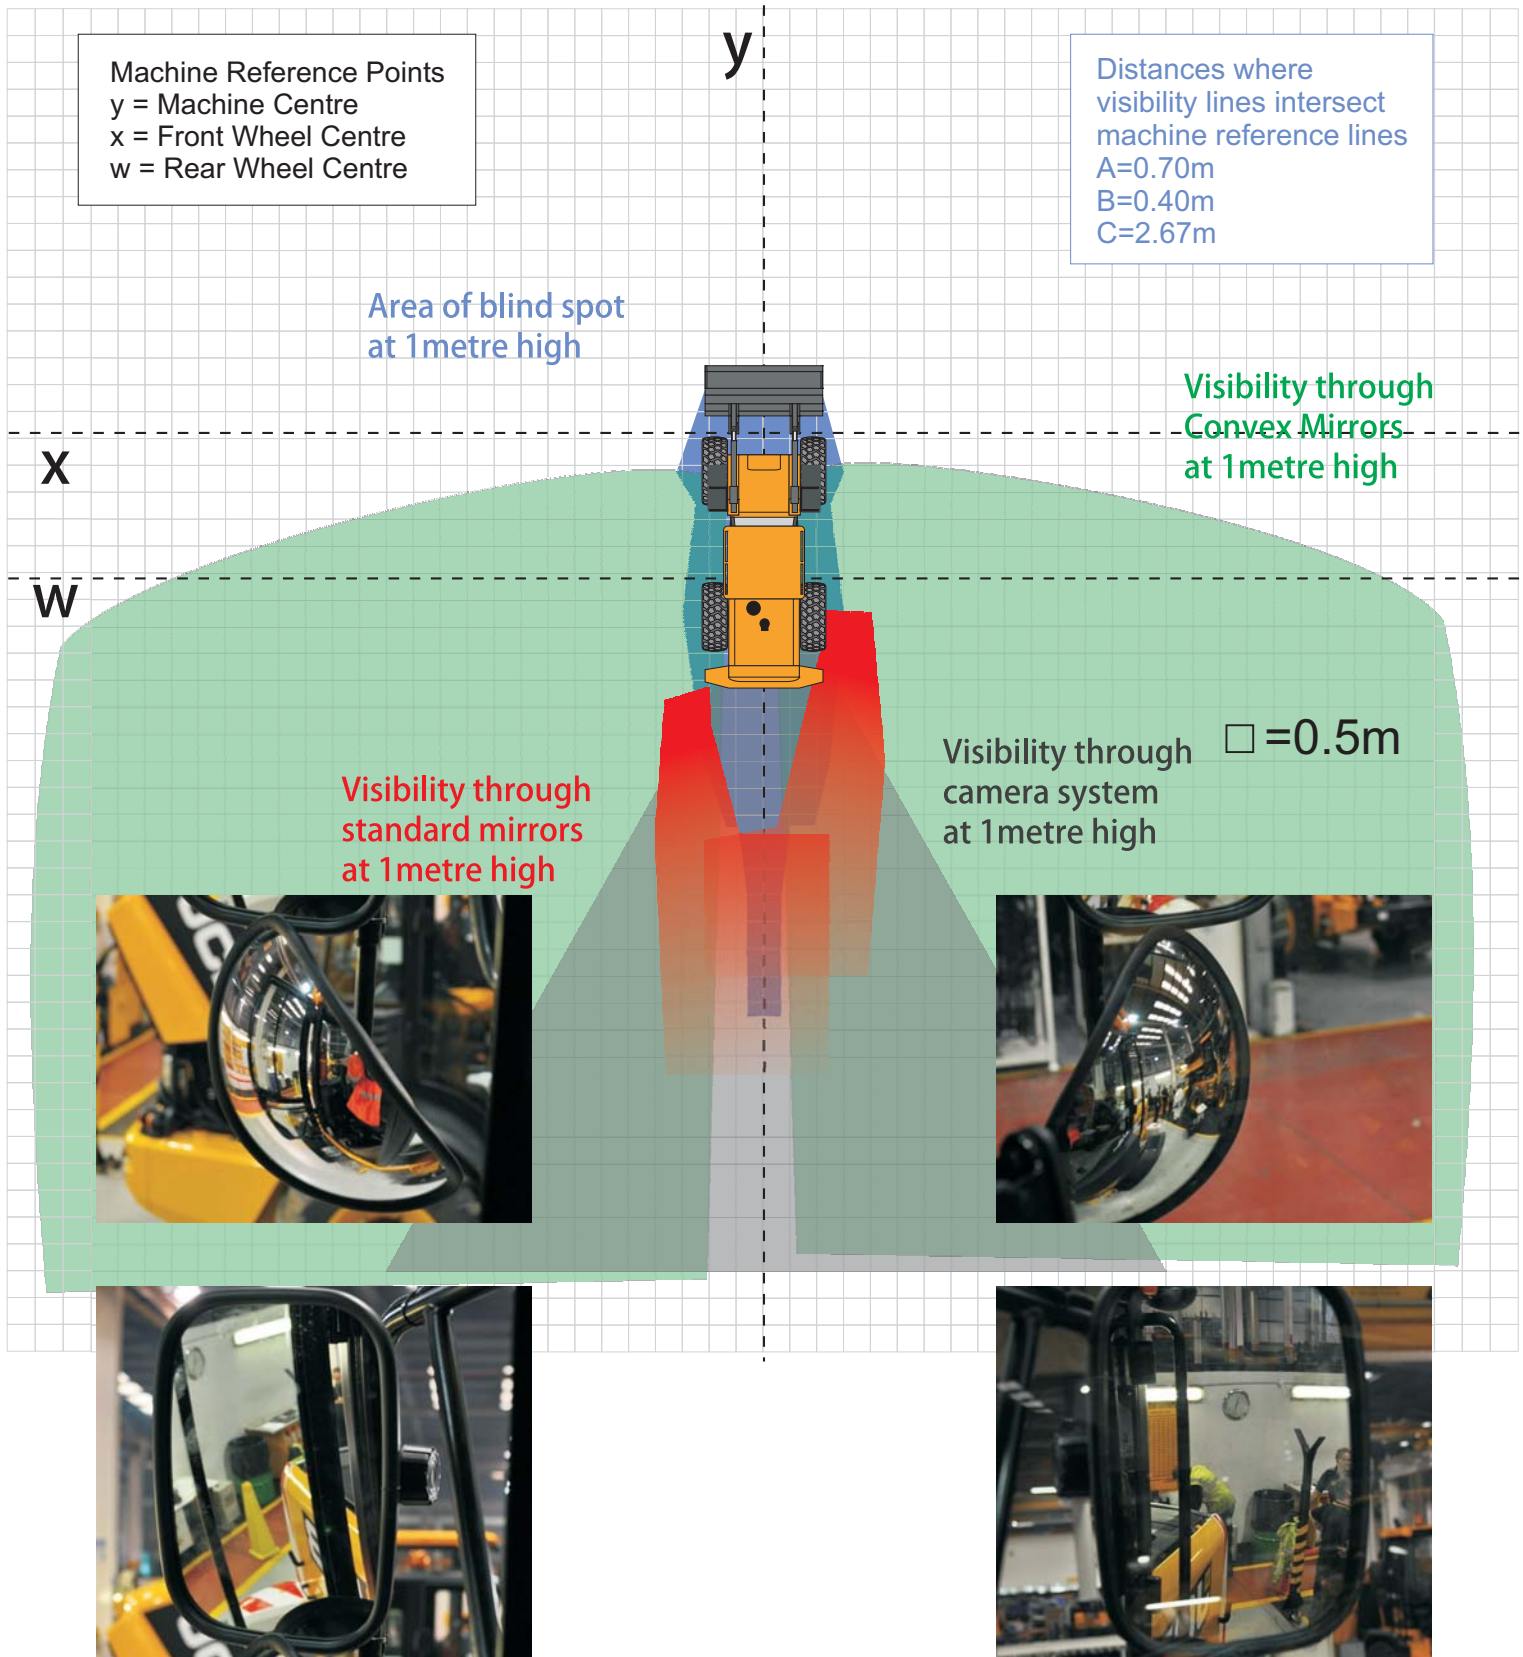 Machine Reference Points
y = Machine Centre
x = Front Wheel Centre
w = Rear Wheel Centre
y
Distances where
visibility lines intersect
machine reference lines
A=0.70m
B=0.40m
C=2.67m
Area of blind spot
at 1metre high
Visibility through
Convex Mirrors
at 1metre high
x
w
□ =0.5m
Visibility through
camera system
at 1metre high
Visibility through
standard mirrors
at 1metre high